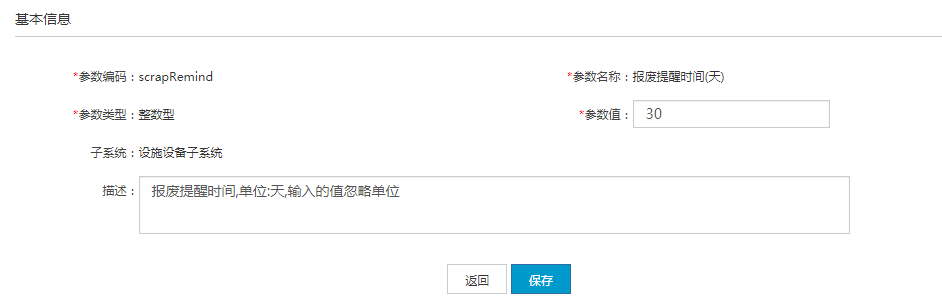 基本信息
*参数编码：scrapRemind
*参数名称：报废提醒时间(天)
*参数类型：整数型
*参数值：30
子系统：设施设备子系统
描述：报废提醒时间,单位:天,输入的值忽略单位
返回
保存